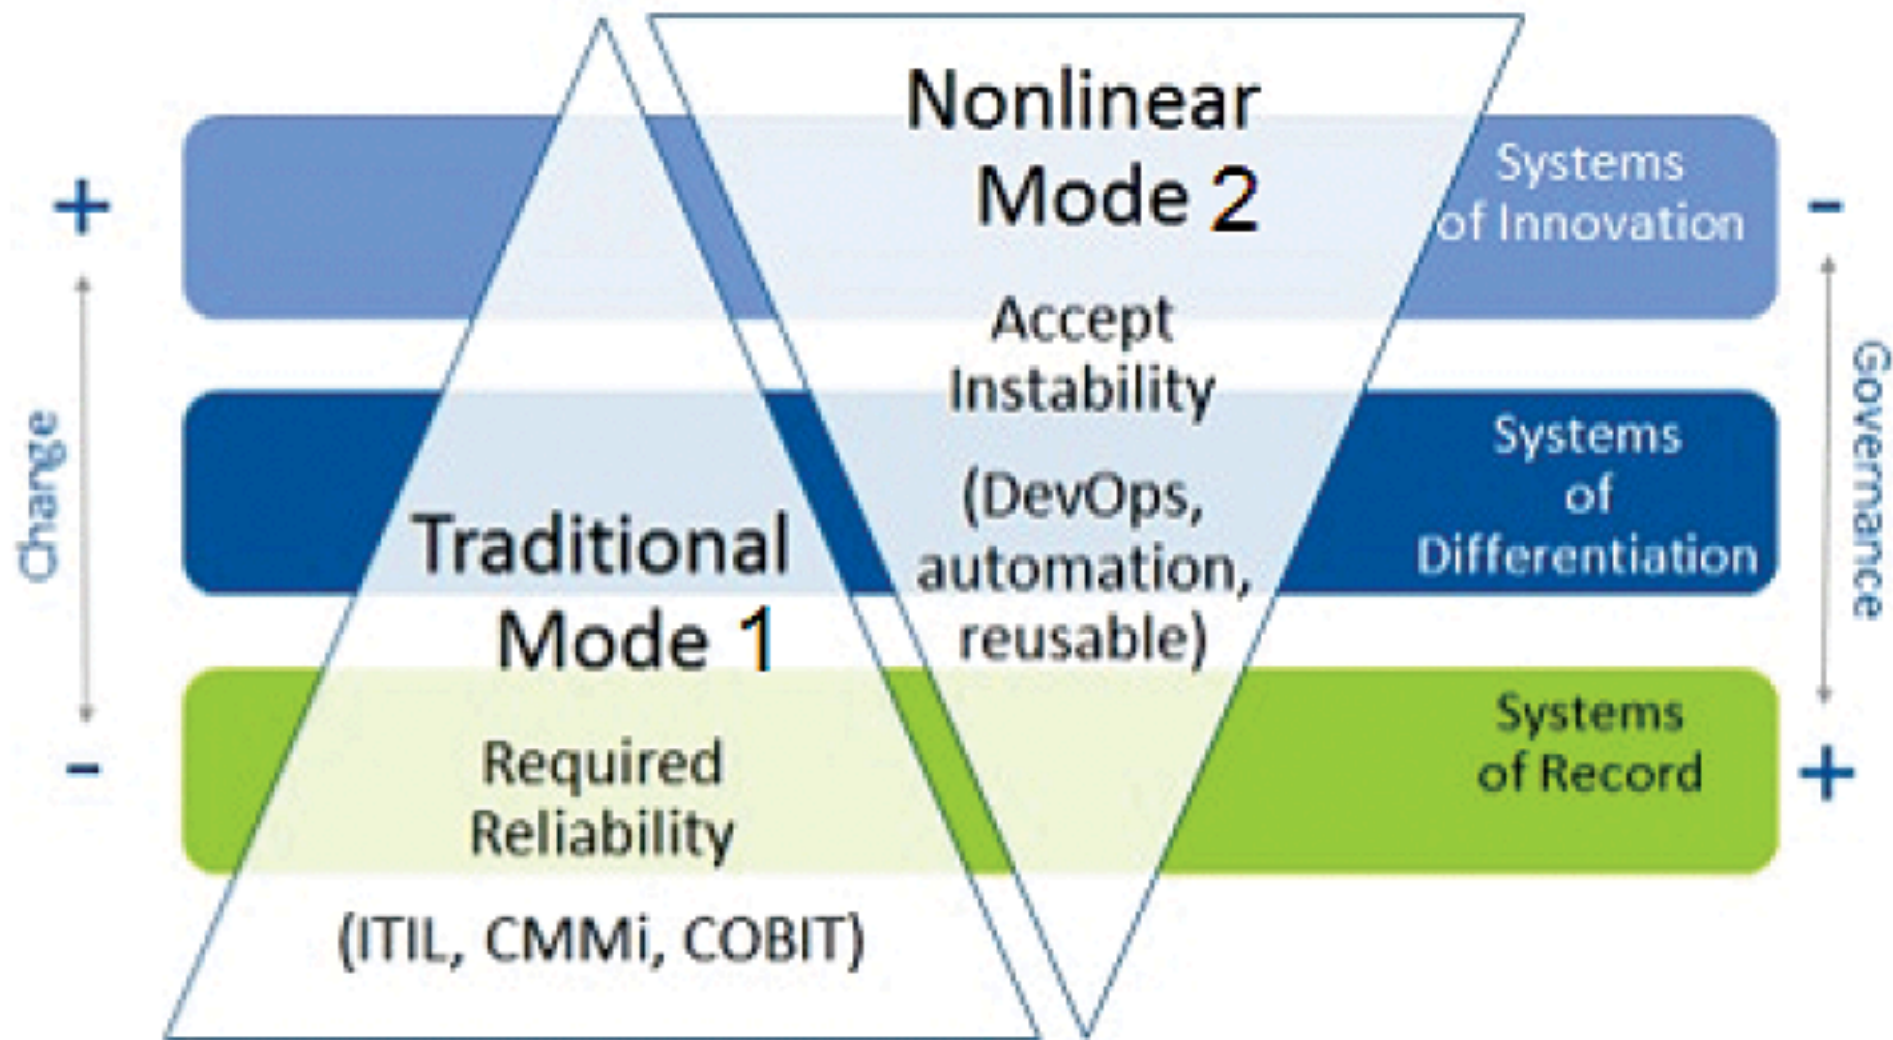 Nonlinear
Mode 2
Accept
Instability
(DevOps,
automation,
reusable)
Traditional
Mode 1
Required
Reliability
(ITIL, CMMi, COBIT)
Systems
of Innovation
Systems
of
Differentiation
Systems
of Record
+
Change
-
-
Governance
+